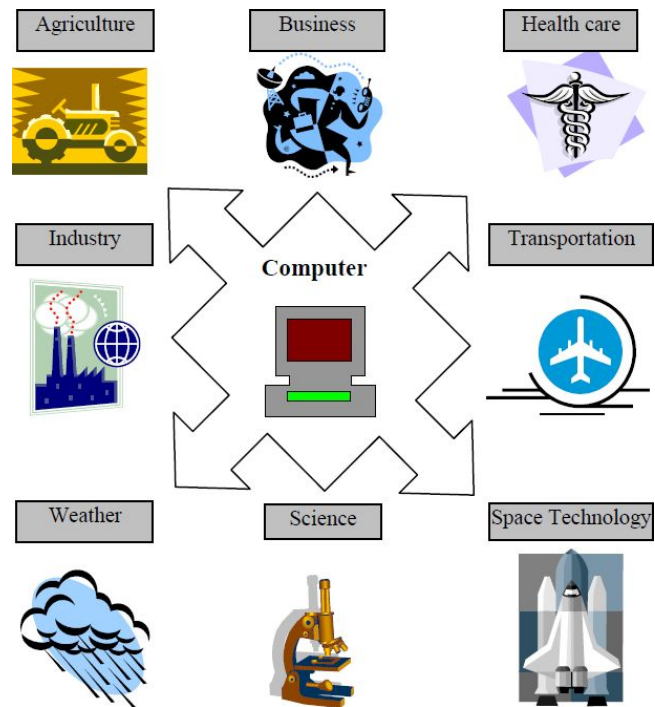 Agriculture
Business
Health care
Industry
Computer
Transportation
Weather
Science
Space Technology